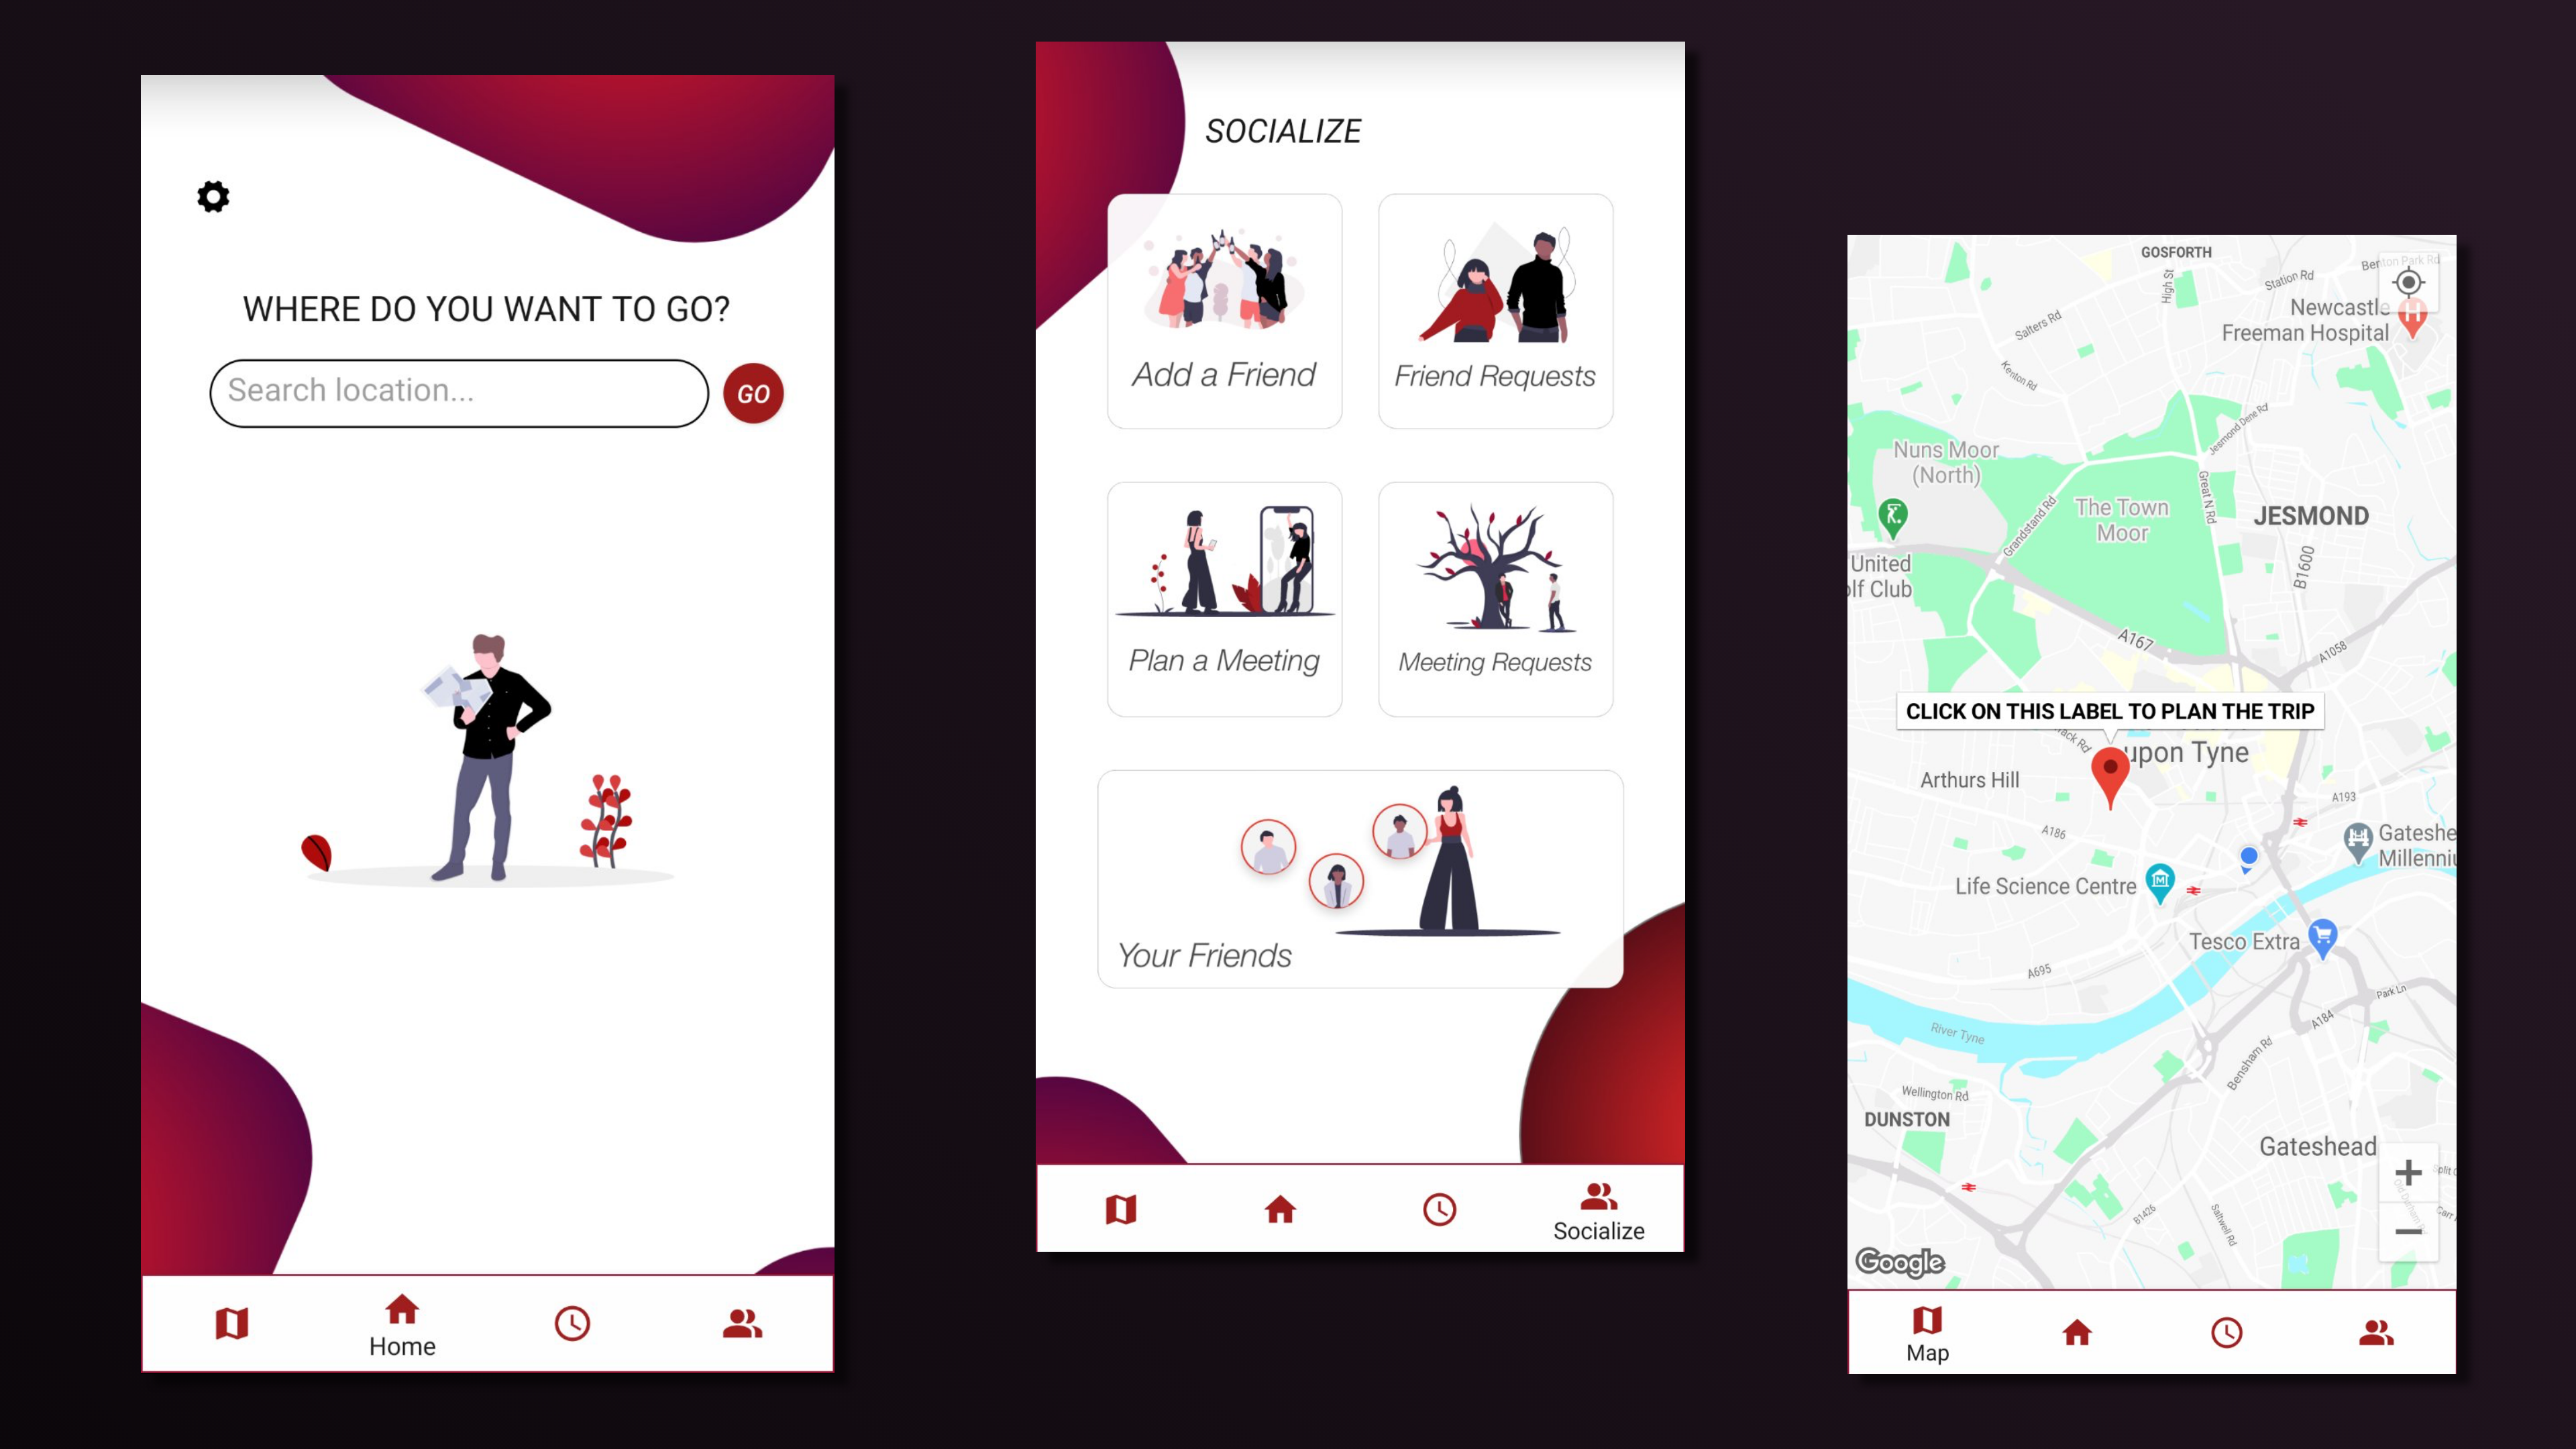 WHERE DO YOU WANT TO GO?
Search location...
GO
Home
SOCIALIZE
Add a Friend
Friend Requests
Plan a Meeting
Meeting Requests
Your Friends
Socialize
GOSFORTH
Benton Park Rd
Station Rd
High St
Newcastle
Freeman Hospital
Salters Rd
Kenton Rd
Jesmond Dene Rd
Nuns Moor
(North)
Great N Rd
Grandstand Rd
The Town
Moor
JESMOND
United
olf Club
B1600
A167
A1058
CLICK ON THIS LABEL TO PLAN THE TRIP
upon Tyne
Arthurs Hill
A193
A186
Gateshe
Millenniu
Life Science Centre
Tesco Extra
A695
Park Ln
A184
River Tyne
Bensham Rd
Wellington Rd
DUNSTON
Gateshead
B1426
Saltwell Rd
Google
Map